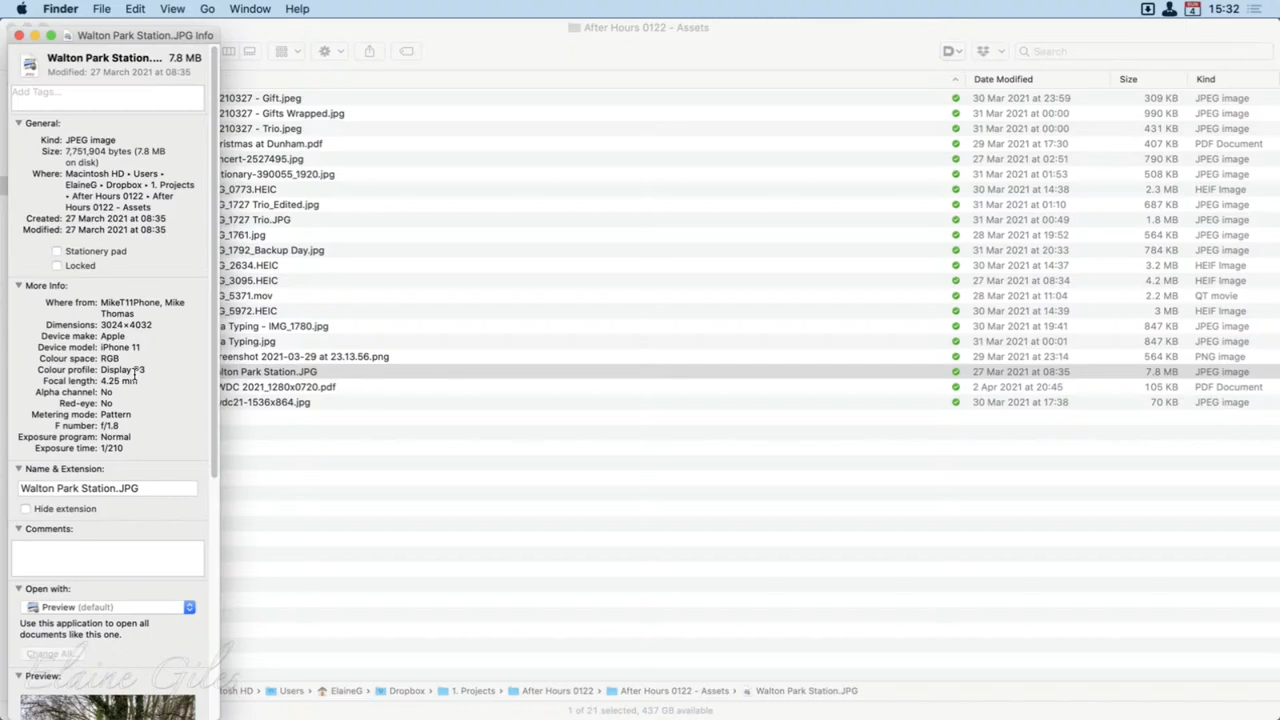 Finder File Edit View Go Window Help
SUN 4 15:32
Walton Park Station.JPG Info
After Hours 0122 – Assets
Walton Park Station.... 7.8 MB
Modified: 27 March 2021 at 08:35
Search
Add Tags...
Date Modified Size Kind
210327 - Gift.jpeg 30 Mar 2021 at 23:59 309 KB JPEG image
210327 - Gifts Wrapped.jpg 31 Mar 2021 at 00:00 990 KB JPEG image
210327 - Trio.jpeg 31 Mar 2021 at 00:00 431 KB JPEG image
ristmas at Dunham.pdf 29 Mar 2021 at 17:30 407 KB PDF Document
ncert-2527495.jpg 27 Mar 2021 at 02:51 790 KB JPEG image
tionary-390055_1920.jpg 31 Mar 2021 at 01:53 508 KB JPEG image
G_0773.HEIC 30 Mar 2021 at 14:38 2.3 MB HEIF Image
G_1727 Trio_Edited.jpg 31 Mar 2021 at 01:10 687 KB JPEG image
G_1727 Trio.JPG 31 Mar 2021 at 00:49 1.8 MB JPEG image
G_1761.jpg 28 Mar 2021 at 19:52 564 KB JPEG image
G_1792_Backup Day.jpg 31 Mar 2021 at 20:33 784 KB JPEG image
G_2634.HEIC 30 Mar 2021 at 14:37 3.2 MB HEIF Image
G_3095.HEIC 27 Mar 2021 at 08:34 4.2 MB HEIF Image
G_5371.mov 28 Mar 2021 at 11:04 2.2 MB QT movie
G_5972.HEIC 30 Mar 2021 at 14:39 3 MB HEIF Image
a Typing - IMG_1780.jpg 30 Mar 2021 at 19:41 847 KB JPEG image
a Typing.jpg 31 Mar 2021 at 00:01 847 KB JPEG image
reenshot 2021-03-29 at 23.13.56.png 29 Mar 2021 at 23:14 564 KB PNG image
lton Park Station.JPG 27 Mar 2021 at 08:35 7.8 MB JPEG image
WDC 2021_1280x0720.pdf 2 Apr 2021 at 20:45 105 KB PDF Document
vdc21-1536x864.jpg 30 Mar 2021 at 17:38 70 KB JPEG image
General:
Kind: JPEG image
Size: 7,751,904 bytes (7.8 MB
on disk)
Where: Macintosh HD • Users •
ElaineG • Dropbox • 1. Projects
• After Hours 0122 • After
Hours 0122 - Assets
Created: 27 March 2021 at 08:35
Modified: 27 March 2021 at 08:35
Stationery pad
Locked
More Info:
Where from: MikeT11Phone, Mike
Thomas
Dimensions: 3024×4032
Device make: Apple
Device model: iPhone 11
Colour space: RGB
Colour profile: Display P3
Focal length: 4.25 mm
Alpha channel: No
Red-eye: No
Metering mode: Pattern
F number: f/1.8
Exposure program: Normal
Exposure time: 1/210
Name & Extension:
Walton Park Station.JPG
Hide extension
Comments:
Open with:
Preview (default)
Use this application to open all
documents like this one.
Change All...
Elaine Giles
Preview:
tosh HD › Users › ElaineG › Dropbox › 1. Projects › After Hours 0122 › After Hours 0122 - Assets › Walton Park Station.JPG
1 of 21 selected, 437 GB available